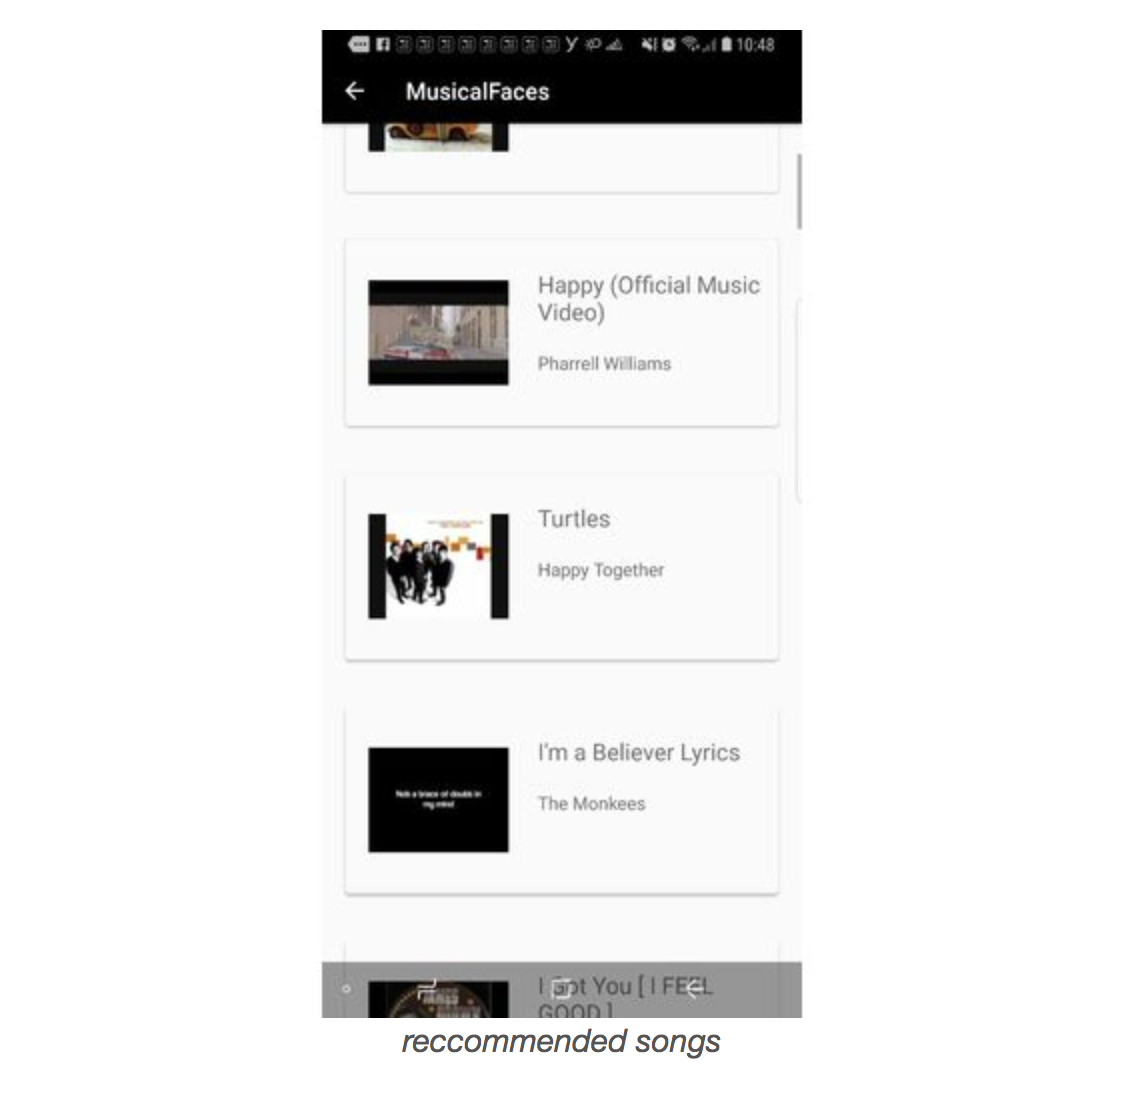 10:48
MusicalFaces
Happy (Official Music
Video)
Pharrell Williams
Turtles
Happy Together
I'm a Believer Lyrics
Not a trace of doubt in
my mind
The Monkees
I Got You [ I FEEL
GOOD ]
reccommended songs